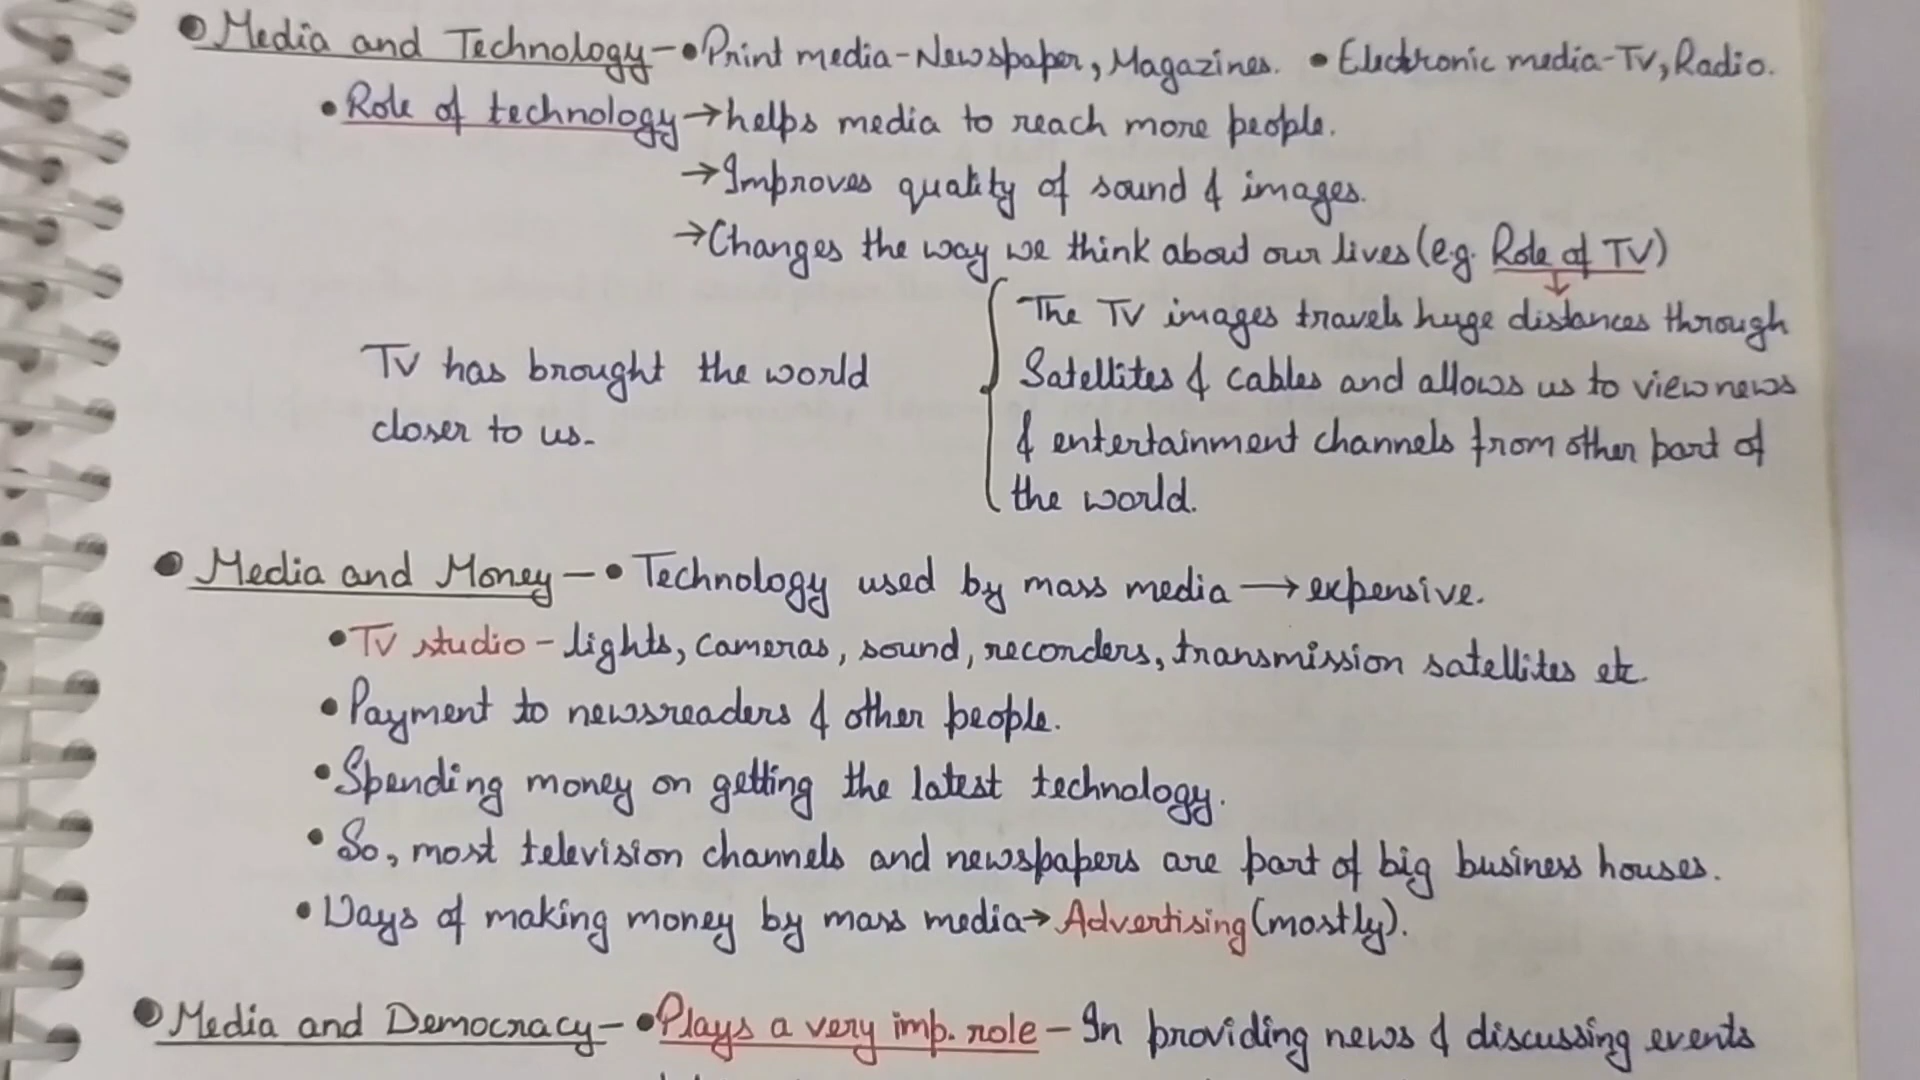 • Media and Technology - • Print media - Newspaper, Magazines. • Electronic media - TV, Radio.
• Role of technology → helps media to reach more people.
→ Improves quality of sound & images.
→ Changes the way we think about our lives (e.g. Role of TV)
↓
The TV images travels huge distances through
TV has brought the world
Satellites & cables and allows us to view news
closer to us.
& entertainment channels from other part of
the world.
• Media and Money - • Technology used by mass media → expensive.
• TV studio - lights, cameras, sound, recorders, transmission satellites etc.
• Payment to newsreaders & other people.
• Spending money on getting the latest technology.
• So, most television channels and newspapers are part of big business houses.
• Ways of making money by mass media → Advertising (mostly).
• Media and Democracy - • Plays a very imp. role - In providing news & discussing events